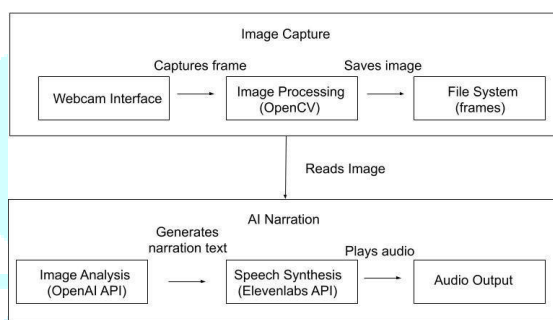 Image Capture
Captures frame
Saves image
Webcam Interface
Image Processing
(OpenCV)
File System
(frames)
Reads Image
AI Narration
Generates
narration text
Plays audio
Image Analysis
(OpenAI API)
Speech Synthesis
(Elevenlabs API)
Audio Output